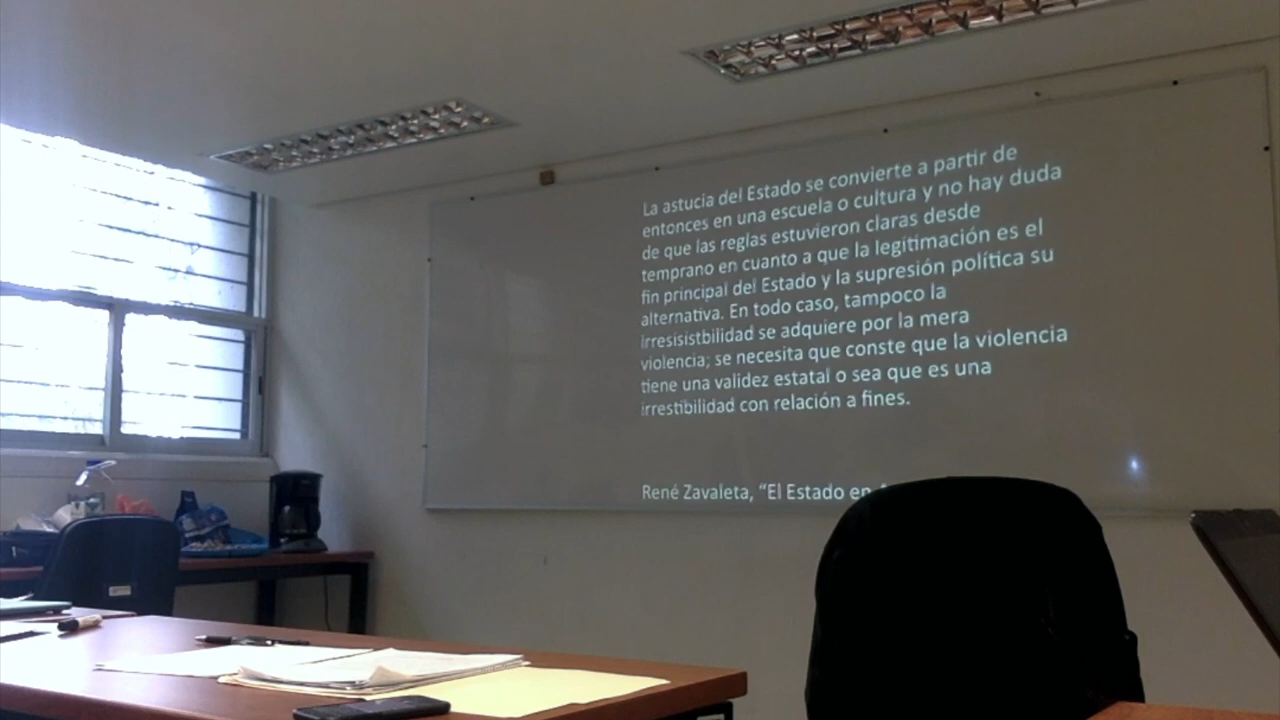 La astucia del Estado se convierte a partir de
entonces en una escuela o cultura y no hay duda
de que las reglas estuvieron claras desde
temprano en cuanto a que la legitimación es el
fin principal del Estado y la supresión política su
alternativa. En todo caso, tampoco la
irresisistbilidad se adquiere por la mera
violencia; se necesita que conste que la violencia
tiene una validez estatal o sea que es una
irrestibilidad con relación a fines.
René Zavaleta, “El Estado en